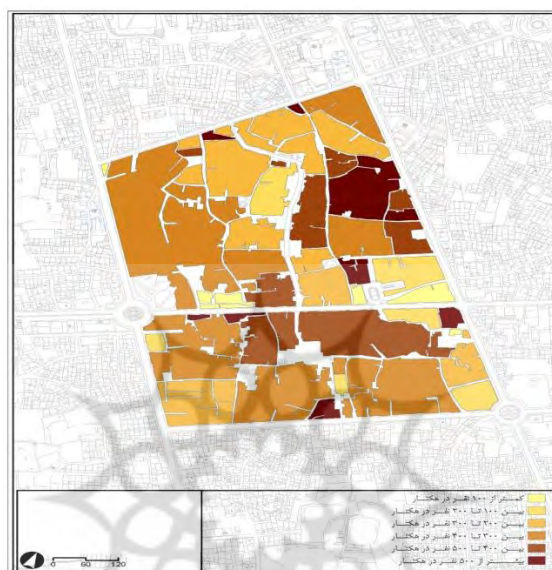 کمتر از ۱۰۰ نفر در هکتار
بین ۱۰۰ تا ۲۰۰ نفر در هکتار
بین ۲۰۰ تا ۳۰۰ نفر در هکتار
بین ۳۰۰ تا ۴۰۰ نفر در هکتار
بین ۴۰۰ تا ۵۰۰ نفر در هکتار
بیشتر از ۵۰۰ نفر در هکتار
0 60 120